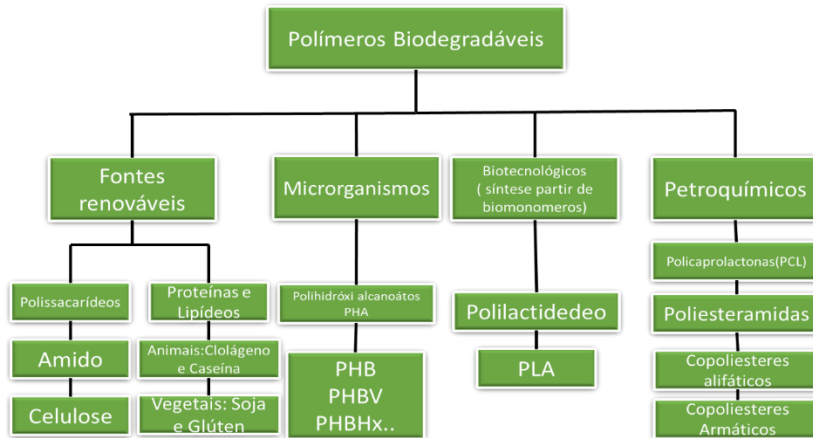 Polímeros Biodegradáveis
Fontes
renováveis
Microrganismos
Biotecnológicos
( síntese partir de
biomonomeros)
Petroquímicos
Polissacarídeos
Amido
Celulose
Proteínas e
Lipídeos
Animais:Clolágeno
e Caseína
Vegetais: Soja
e Glúten
Polihidróxi alcanoátos
PHA
PHB
PHBV
PHBHx..
Polilactidedeo
PLA
Policaprolactonas(PCL)
Poliesteramidas
Copoliesteres
alifáticos
Copoliesteres
Armáticos